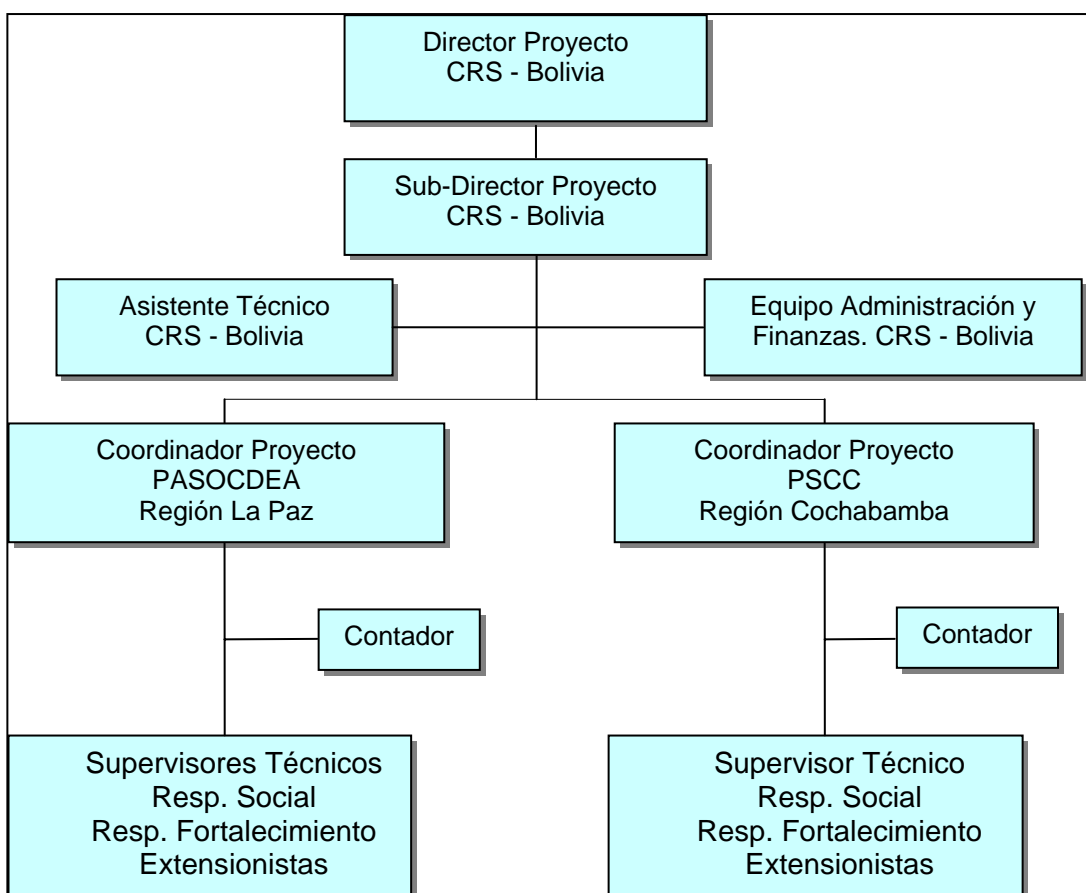 Director Proyecto
CRS - Bolivia
Sub-Director Proyecto
CRS - Bolivia
Asistente Técnico
CRS - Bolivia
Equipo Administración y
Finanzas. CRS - Bolivia
Coordinador Proyecto
PASOCDEA
Región La Paz
Coordinador Proyecto
PSCC
Región Cochabamba
Contador
Contador
Supervisores Técnicos
Resp. Social
Resp. Fortalecimiento
Extensionistas
Supervisor Técnico
Resp. Social
Resp. Fortalecimiento
Extensionistas